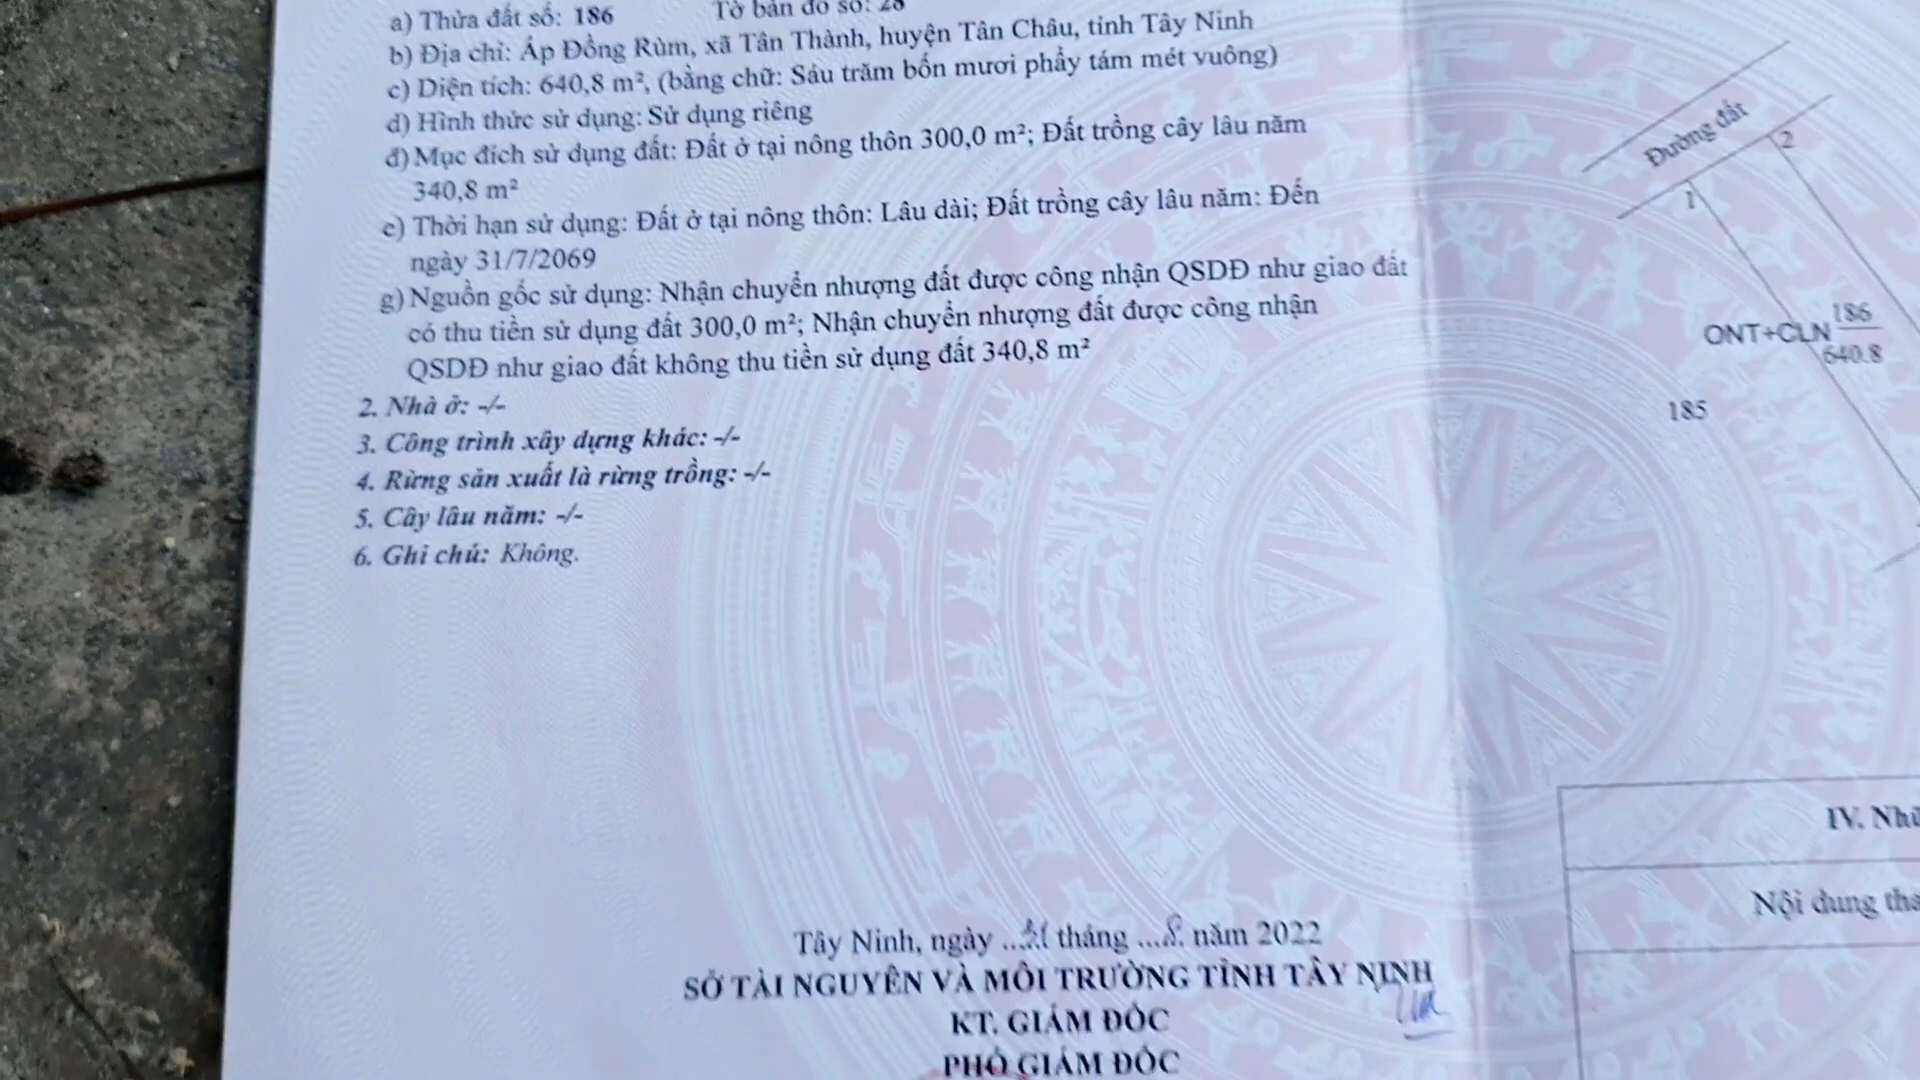 a) Thửa đất số: 186 Tờ bản đồ số: 28
b) Địa chỉ: Ấp Đồng Rùm, xã Tân Thành, huyện Tân Châu, tỉnh Tây Ninh
c) Diện tích: 640,8 m², (bằng chữ: Sáu trăm bốn mươi phẩy tám mét vuông)
d) Hình thức sử dụng: Sử dụng riêng
đ) Mục đích sử dụng đất: Đất ở tại nông thôn 300,0 m²; Đất trồng cây lâu năm
340,8 m²
e) Thời hạn sử dụng: Đất ở tại nông thôn: Lâu dài; Đất trồng cây lâu năm: Đến
ngày 31/7/2069
g) Nguồn gốc sử dụng: Nhận chuyển nhượng đất được công nhận QSDĐ như giao đất
có thu tiền sử dụng đất 300,0 m²; Nhận chuyển nhượng đất được công nhận
QSDĐ như giao đất không thu tiền sử dụng đất 340,8 m²
2. Nhà ở: -/-
3. Công trình xây dựng khác: -/-
4. Rừng sản xuất là rừng trồng: -/-
5. Cây lâu năm: -/-
6. Ghi chú: Không.
Tây Ninh, ngày ... tháng ...8. năm 2022
SỞ TÀI NGUYÊN VÀ MÔI TRƯỜNG TỈNH TÂY NINH
KT. GIÁM ĐỐC
PHÓ GIÁM ĐỐC
Đường đất
1
2
ONT+CLN 186
640.8
185
IV. Nhữ
Nội dung tha